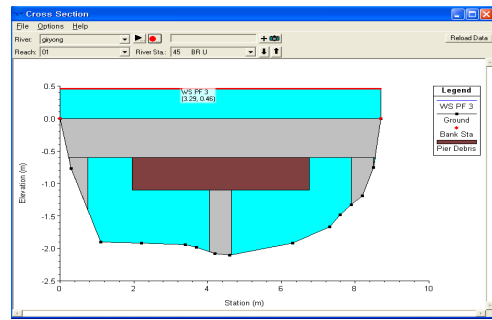 Cross Section
File Options Help
River: giryong
Reload Data
Reach: 01 River Sta.: 45 BR U
WS PF 3
(3.29, 0.46)
Legend
WS PF 3
Ground
Bank Sta
Pier Debris
0.5
0.0
-0.5
-1.0
-1.5
-2.0
-2.5
Elevation (m)
0 2 4 6 8 10
Station (m)